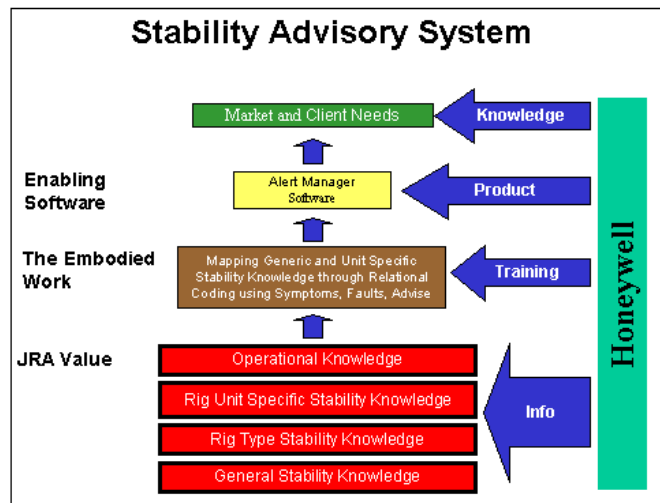 Stability Advisory System
Market and Client Needs
Knowledge
Enabling
Software
Alert Manager
Software
Product
The Embodied
Work
Mapping Generic and Unit Specific
Stability Knowledge through Relational
Coding using Symptoms, Faults, Advise
Training
JRA Value
Operational Knowledge
Rig Unit Specific Stability Knowledge
Rig Type Stability Knowledge
General Stability Knowledge
Info
Honeywell